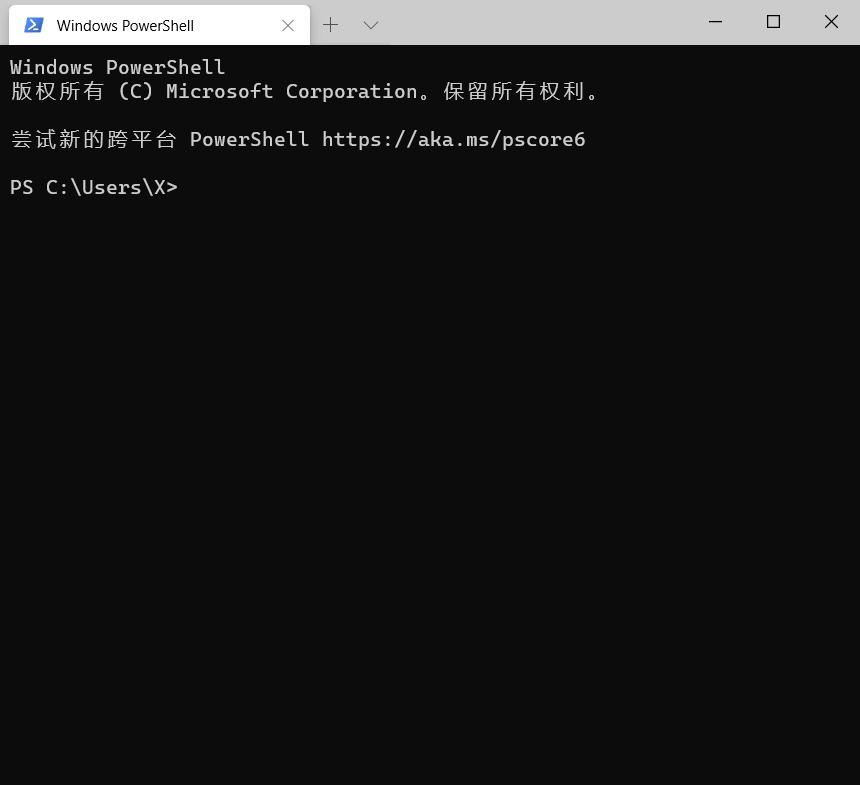 Windows PowerShell
Windows PowerShell
版权所有 (C) Microsoft Corporation。保留所有权利。
尝试新的跨平台 PowerShell https://aka.ms/pscore6
PS C:\Users\X>